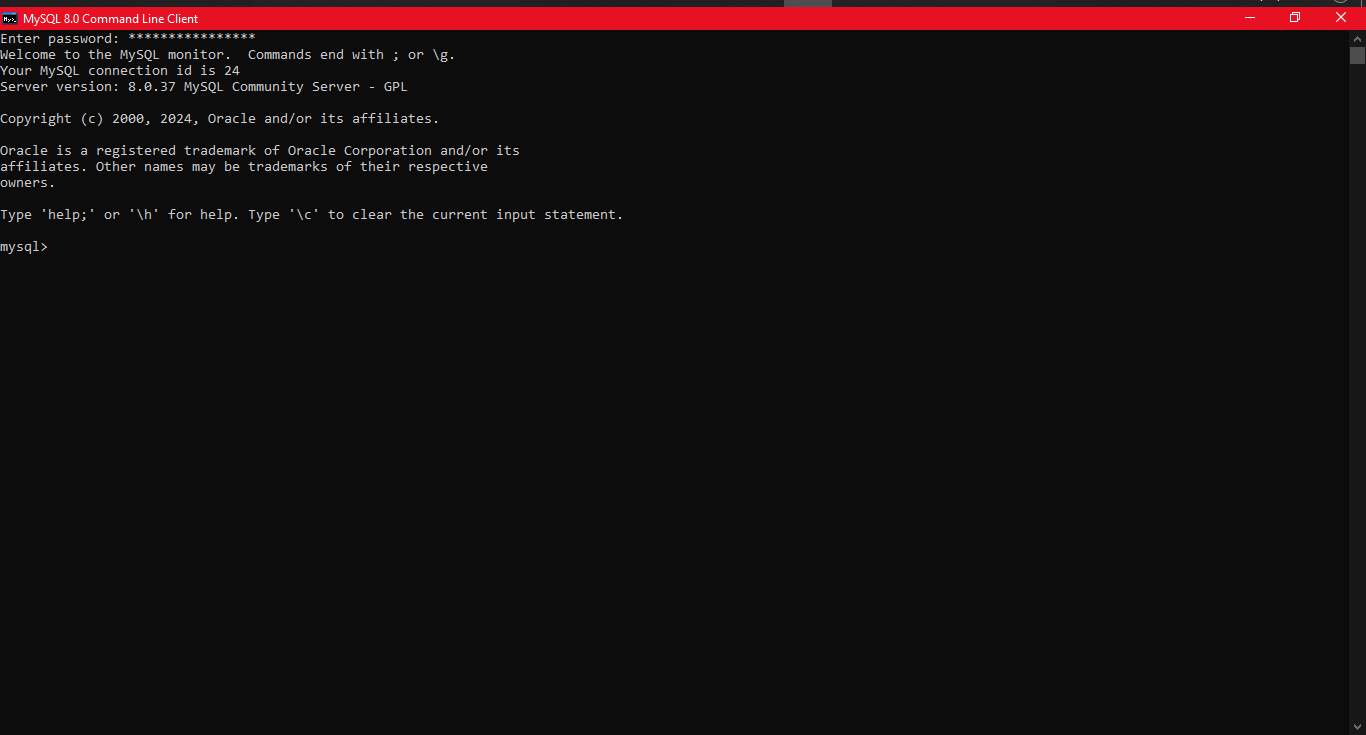 MySQL 8.0 Command Line Client
Enter password: ****************
Welcome to the MySQL monitor.  Commands end with ; or \g.
Your MySQL connection id is 24
Server version: 8.0.37 MySQL Community Server - GPL
Copyright (c) 2000, 2024, Oracle and/or its affiliates.
Oracle is a registered trademark of Oracle Corporation and/or its
affiliates. Other names may be trademarks of their respective
owners.
Type 'help;' or '\h' for help. Type '\c' to clear the current input statement.
mysql>